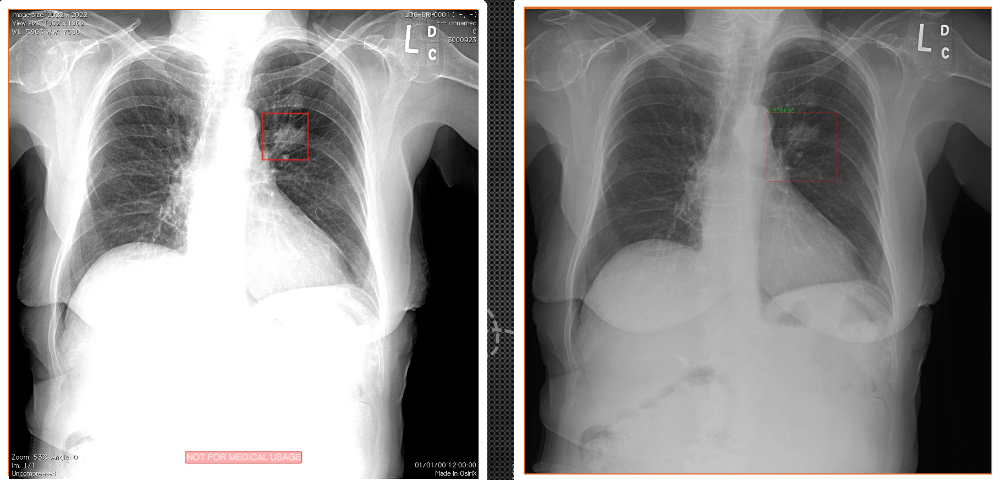 Image size: 2022 x 2022
View size: 1062 x 1062
WL: 5863 WW: 7530
LIDC-IDRI-0001 ( -, -)
unnamed
0
3000923
L
D
C
NOT FOR MEDICAL USAGE
Zoom: 53% Angle: 0
Im: 1/1
Uncompressed
01/01/00 12:00:00
Made In OsiriX
L
D
C
0.859695